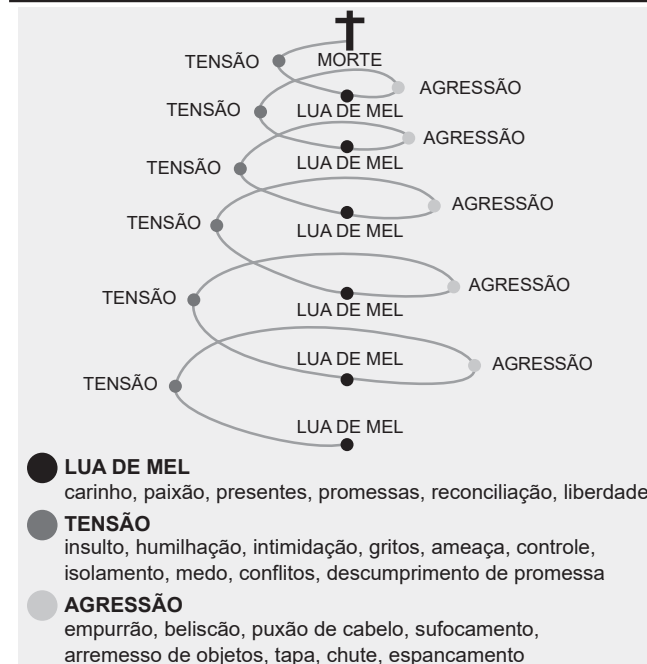 TENSÃO
MORTE
AGRESSÃO
TENSÃO
LUA DE MEL
AGRESSÃO
TENSÃO
LUA DE MEL
AGRESSÃO
TENSÃO
LUA DE MEL
AGRESSÃO
TENSÃO
LUA DE MEL
LUA DE MEL
AGRESSÃO
TENSÃO
LUA DE MEL
LUA DE MEL
carinho, paixão, presentes, promessas, reconciliação, liberdade
TENSÃO
insulto, humilhação, intimidação, gritos, ameaça, controle,
isolamento, medo, conflitos, descumprimento de promessa
AGRESSÃO
empurrão, beliscão, puxão de cabelo, sufocamento,
arremesso de objetos, tapa, chute, espancamento